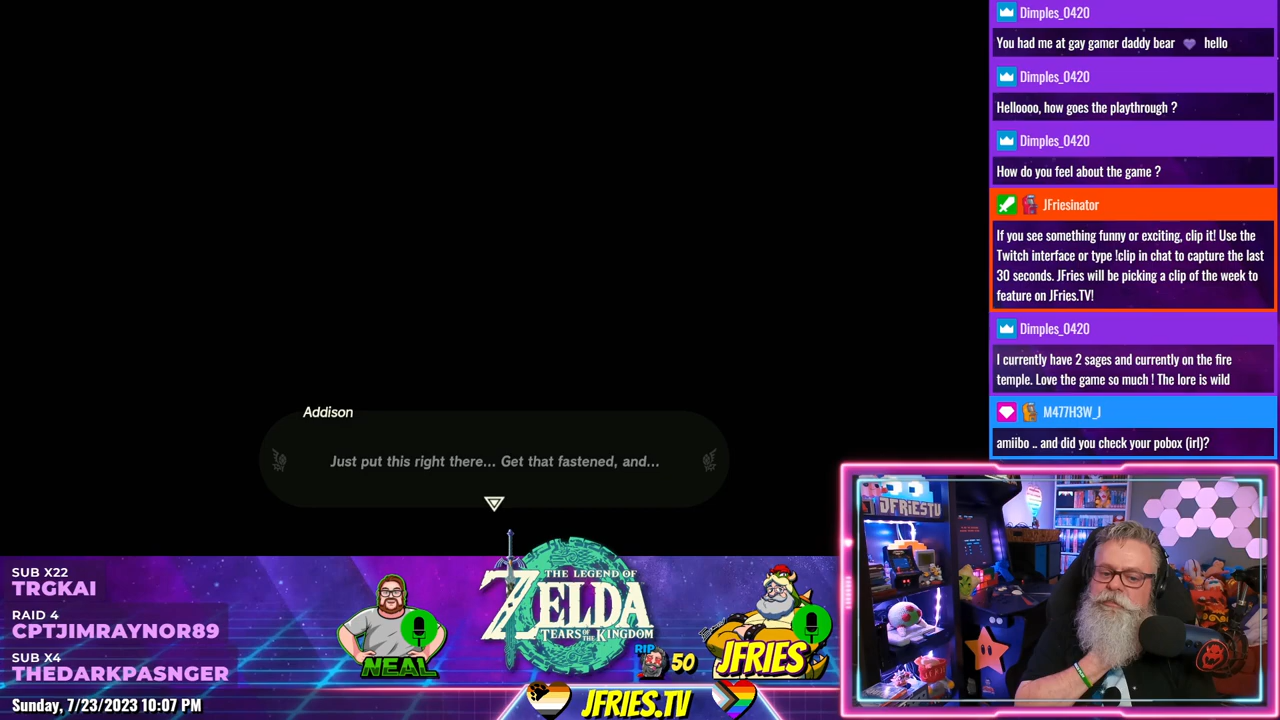 Dimples_0420
You had me at gay gamer daddy bear 💜 hello
Dimples_0420
Helloooo, how goes the playthrough ?
Dimples_0420
How do you feel about the game ?
JFriesinator
If you see something funny or exciting, clip it! Use the
Twitch interface or type !clip in chat to capture the last
30 seconds. JFries will be picking a clip of the week to
feature on JFries.TV!
Dimples_0420
I currently have 2 sages and currently on the fire
temple. Love the game so much ! The lore is wild
M477H3W_J
amiibo .. and did you check your pobox (irl)?
Addison
Just put this right there... Get that fastened, and...
SUB X22
TRGKAI
RAID 4
CPTJIMRAYNOR89
SUB X4
THEDARKPASNGER
Sunday, 7/23/2023 10:07 PM
NEAL
THE LEGEND OF
ZELDA
TEARS OF THE KINGDOM
RIP
50
JFRIES
JFRIES.TV
JFRIESTV